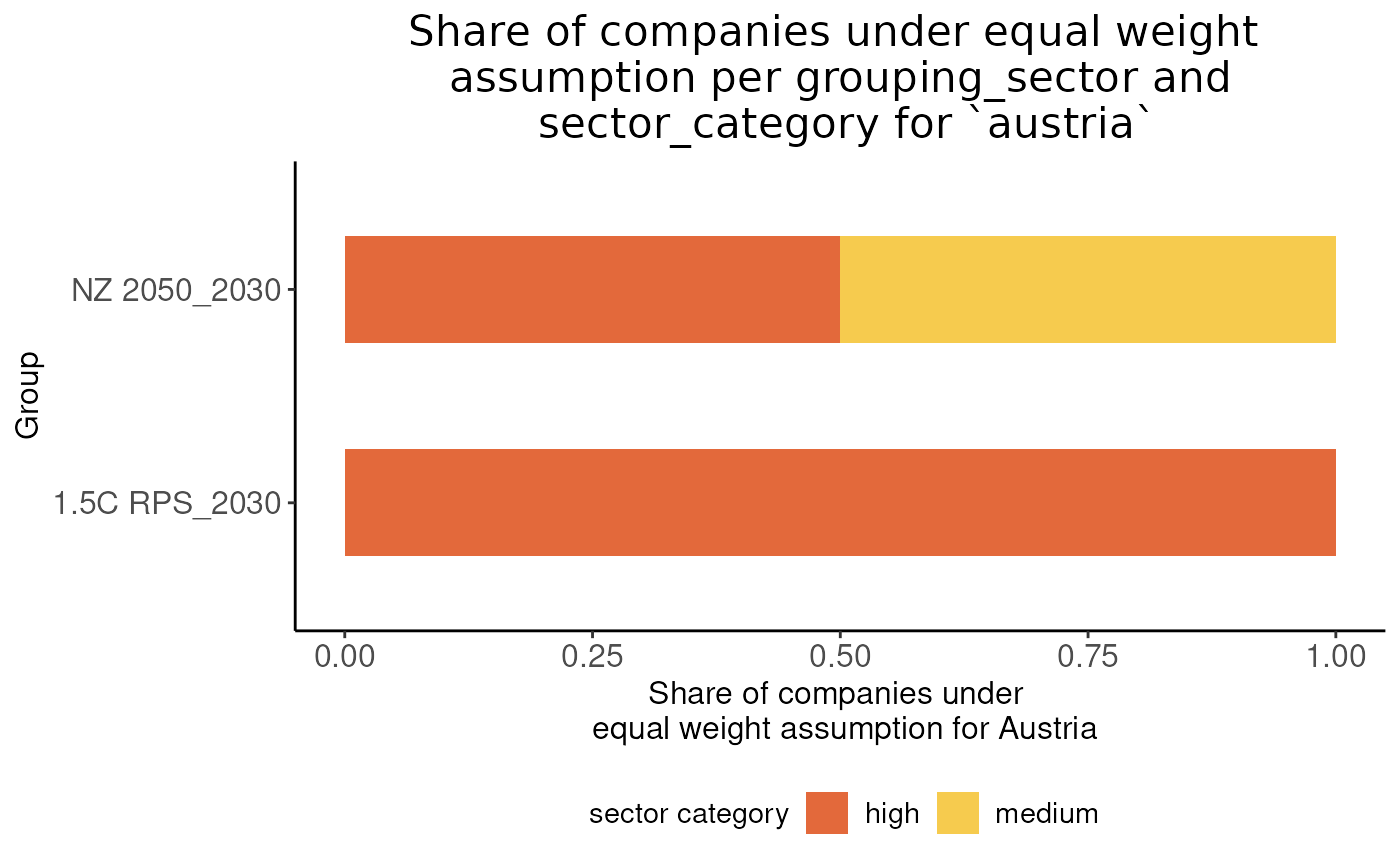 Share of companies under equal weight
assumption per grouping_sector and
sector_category for `austria`
Group
NZ 2050_2030
1.5C RPS_2030
0.00 0.25 0.50 0.75 1.00
Share of companies under
equal weight assumption for Austria
sector category high medium